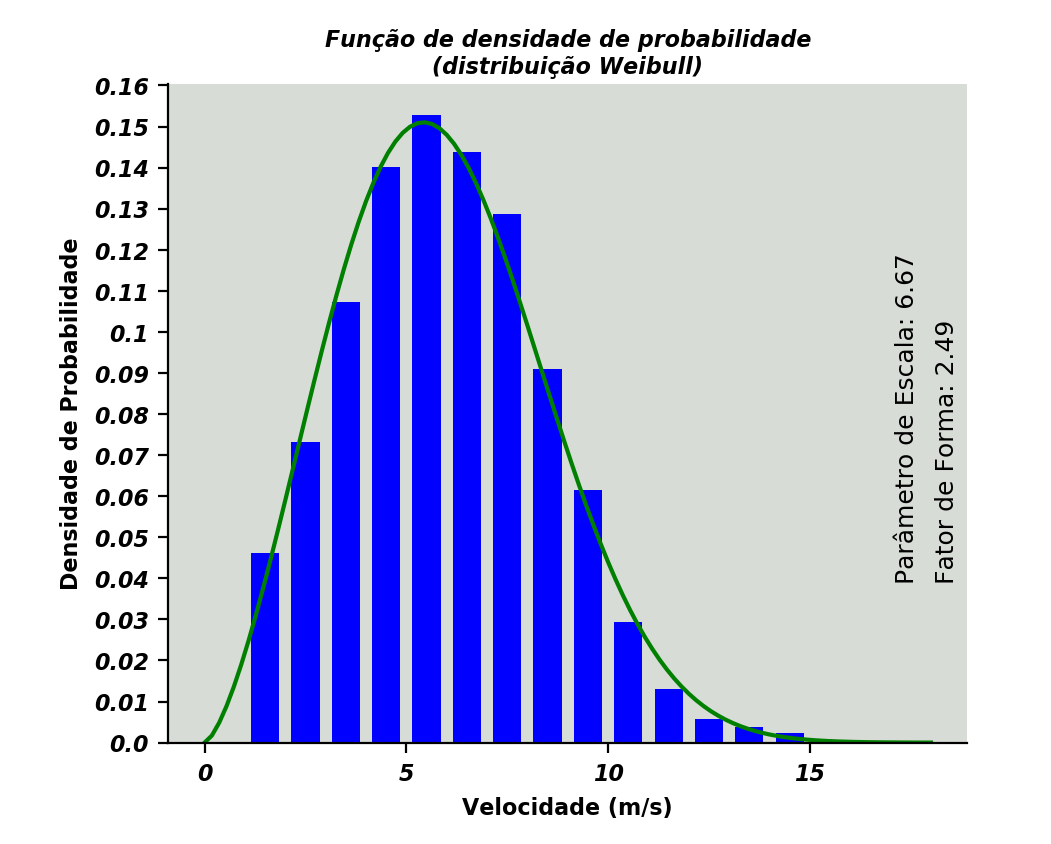 Função de densidade de probabilidade
(distribuição Weibull)
0.16
0.15
0.14
0.13
0.12
0.11
0.1
0.09
0.08
0.07
0.06
0.05
0.04
0.03
0.02
0.01
0.0
Densidade de Probabilidade
0 5 10 15
Velocidade (m/s)
Parâmetro de Escala: 6.67
Fator de Forma: 2.49